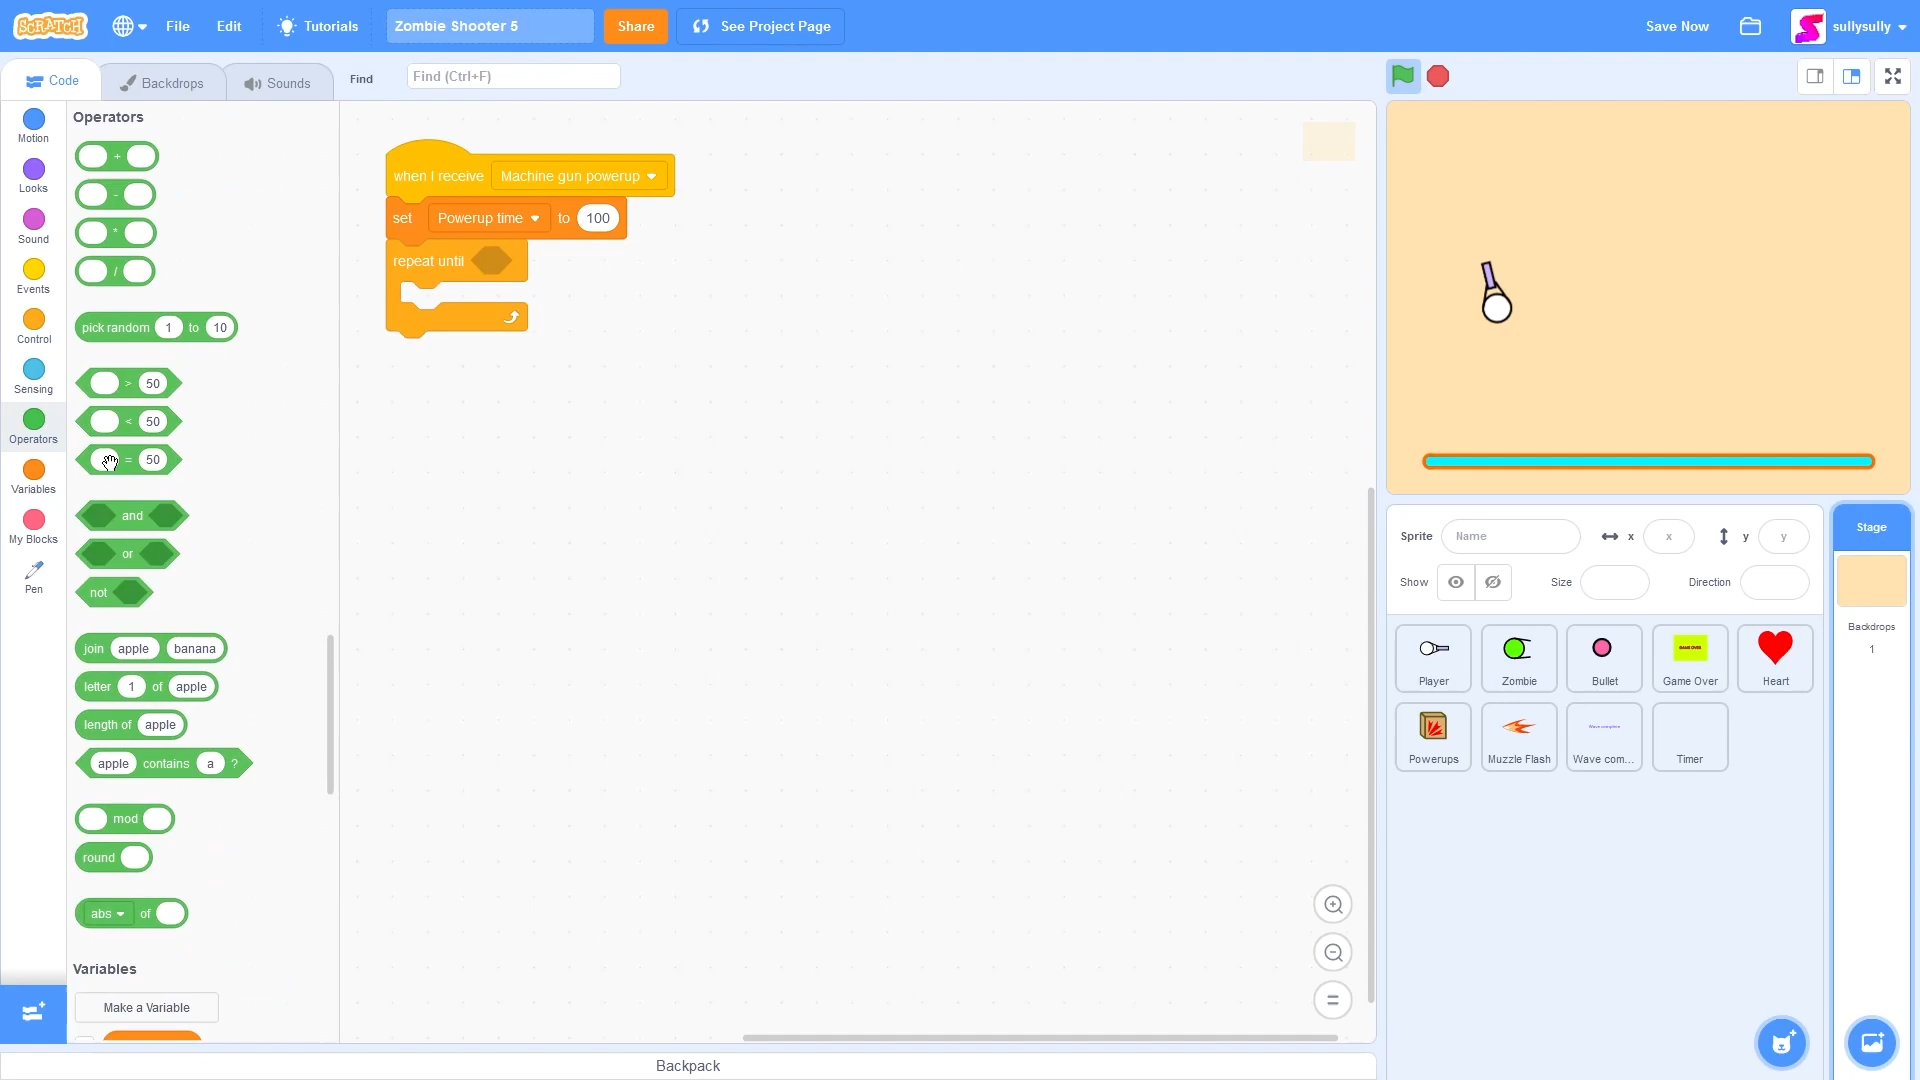 SCRATCH
File
Edit
Tutorials
Zombie Shooter 5
Share
See Project Page
Save Now
sullysully
Code
Backdrops
Sounds
Find
Find (Ctrl+F)
Motion
Looks
Sound
Events
Control
Sensing
Operators
Variables
My Blocks
Pen
Operators
+
-
*
/
pick random 1 to 10
> 50
< 50
= 50
and
or
not
join apple banana
letter 1 of apple
length of apple
apple contains a ?
mod
round
abs of
Variables
Make a Variable
when I receive Machine gun powerup
set Powerup time to 100
repeat until
Backpack
Sprite Name x x y y
Show Size Direction
Player
Zombie
Bullet
GAME OVER
Game Over
Heart
Powerups
Muzzle Flash
Wave complete
Wave com...
Timer
Stage
Backdrops
1